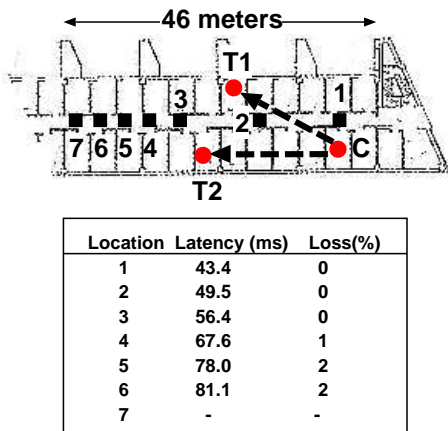 46 meters
T1
3
1
2
7 6 5 4
C
T2
Location Latency (ms) Loss(%)
1 43.4 0
2 49.5 0
3 56.4 0
4 67.6 1
5 78.0 2
6 81.1 2
7 - -